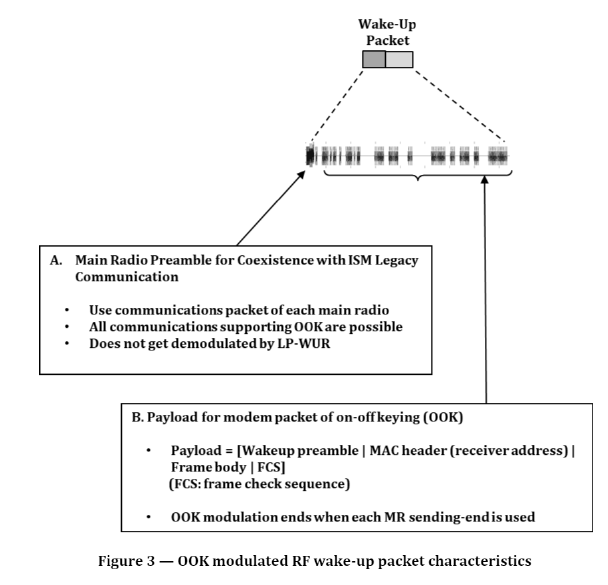 Wake-Up
Packet
A. Main Radio Preamble for Coexistence with ISM Legacy
Communication
• Use communications packet of each main radio
• All communications supporting OOK are possible
• Does not get demodulated by LP-WUR
B. Payload for modem packet of on-off keying (OOK)
• Payload = [Wakeup preamble | MAC header (receiver address) |
Frame body | FCS]
(FCS: frame check sequence)
• OOK modulation ends when each MR sending-end is used
Figure 3 — OOK modulated RF wake-up packet characteristics